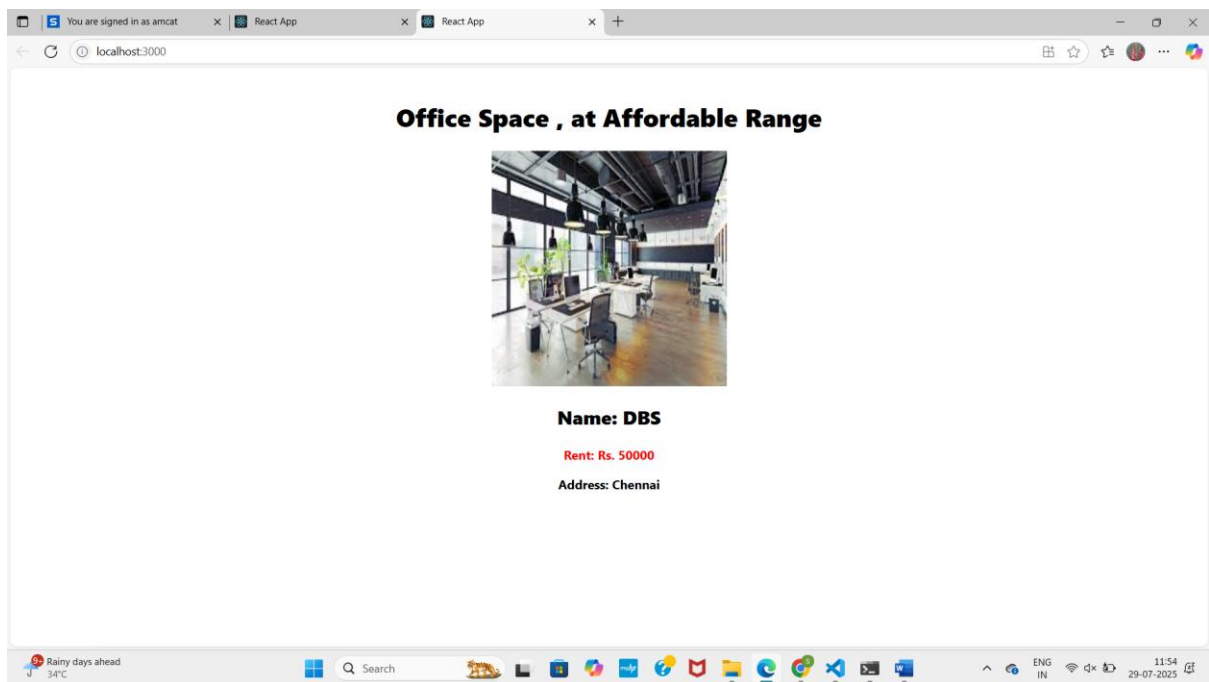 You are signed in as amcat
React App
React App
localhost:3000
Office Space , at Affordable Range
Name: DBS
Rent: Rs. 50000
Address: Chennai
9+
Rainy days ahead
34°C
Search
ENG
IN
11:54
29-07-2025